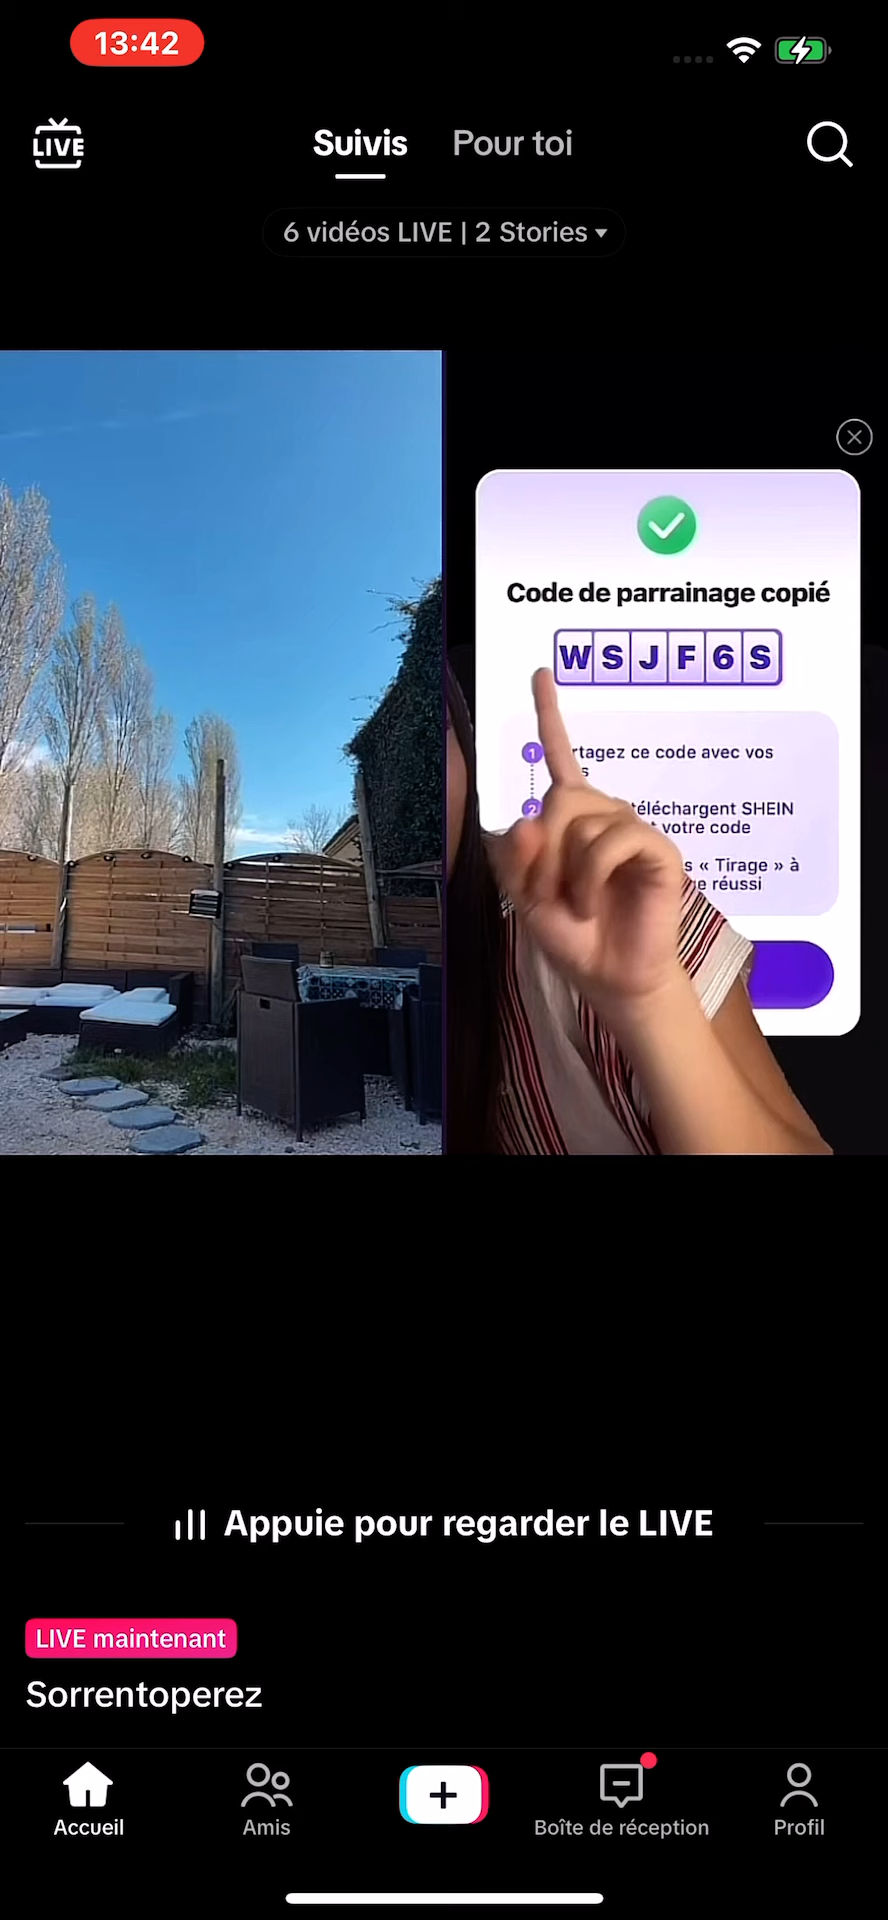 13:42
LIVE
Suivis
Pour toi
6 vidéos LIVE | 2 Stories
Code de parrainage copié
WSJF6S
1
ce code avec vos
2
téléchargent SHEIN
votre code
« Tirage » à
réussi
Appuie pour regarder le LIVE
LIVE maintenant
Sorrentoperez
Accueil
Amis
Boîte de réception
Profil